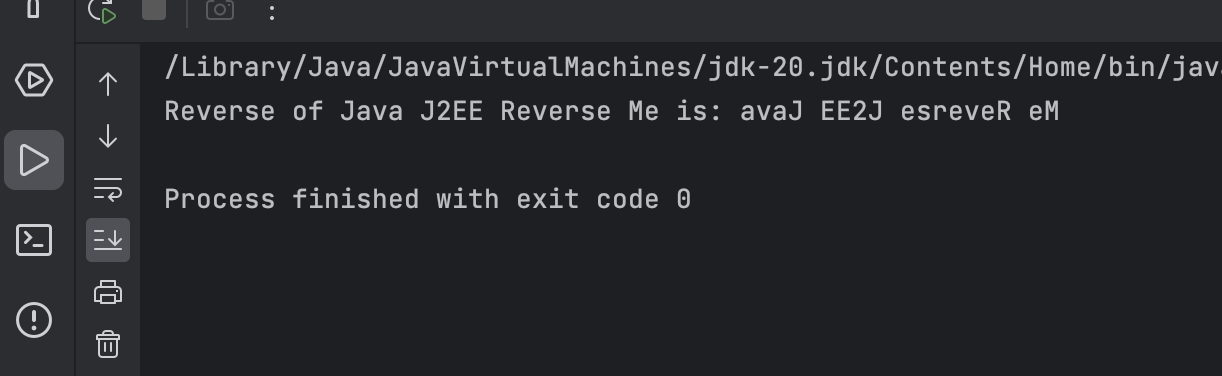 /Library/Java/JavaVirtualMachines/jdk-20.jdk/Contents/Home/bin/java
Reverse of Java J2EE Reverse Me is: avaJ EE2J esreveR eM
Process finished with exit code 0